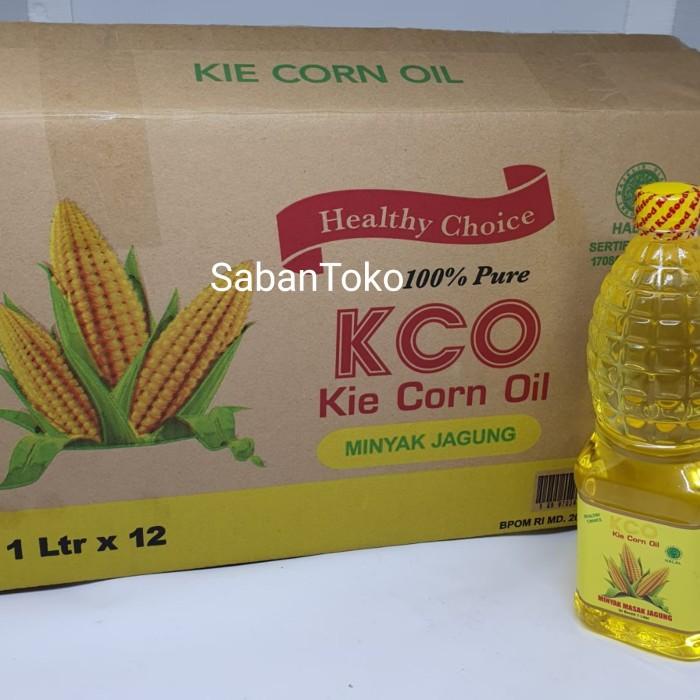 KIE CORN OIL
Healthy Choice
SabanToko
100% Pure
KCO
Kie Corn Oil
MINYAK JAGUNG
1 Ltr x 12
BPOM RI MD.
KCO
Kie Corn Oil
HALAL
MINYAK MASAK JAGUNG